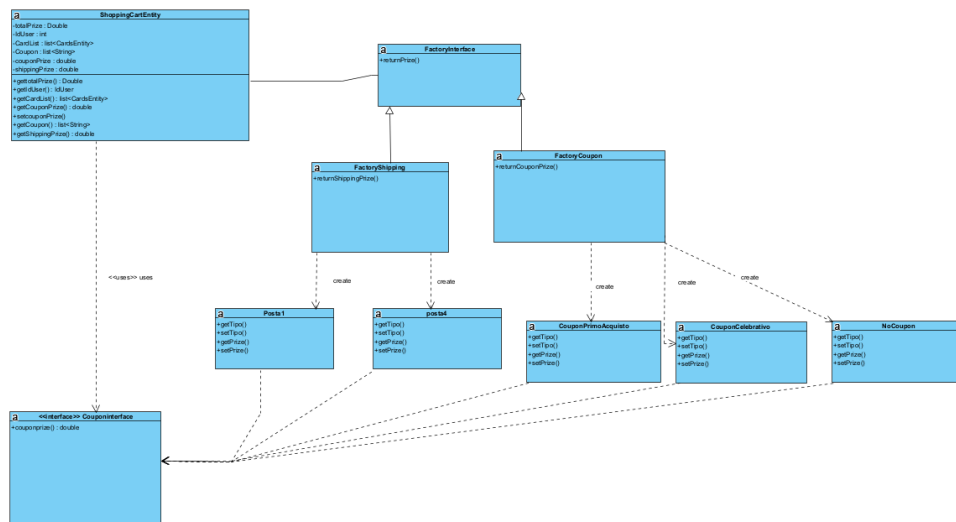 a ShoppingCartEntity
-totalPrize : Double
-IdUser : int
-CardList : list<CardsEntity>
-Coupon : list<String>
-couponPrize : double
-shippingPrize : double
+gettotalPrize() : Double
+getIdUser() : IdUser
+getCardList() : list<CardsEntity>
+getCouponPrize() : double
+setcouponPrize()
+getCoupon() : list<String>
+getShippingPrize() : double
a FactoryInterface
+returnPrize()
a FactoryShipping
+returnShippingPrize()
a FactoryCoupon
+returnCouponPrize()
<<uses>> uses
create
create
create
create
create
a Posta1
+getTipo()
+setTipo()
+getPrize()
+setPrize()
a posta4
+getTipo()
+setTipo()
+getPrize()
+setPrize()
a CouponPrimoAcquisto
+getTipo()
+setTipo()
+getPrize()
+setPrize()
a CouponCelebrativo
+getTipo()
+setTipo()
+getPrize()
+setPrize()
a NoCoupon
+getTipo()
+setTipo()
+getPrize()
+setPrize()
a <<interface>> Couponinterface
+couponprize() : double